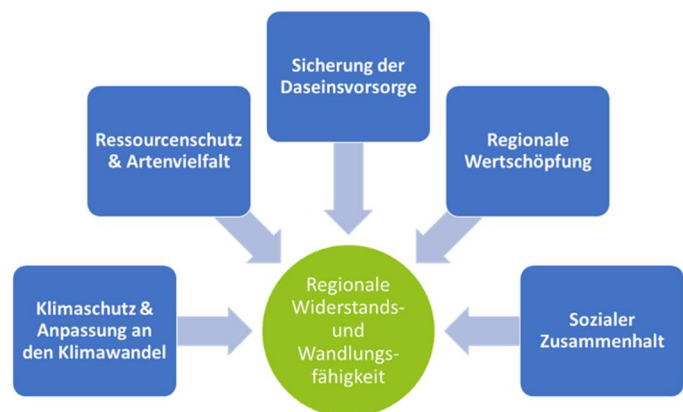 Sicherung der
Daseinsvorsorge
Ressourcenschutz
& Artenvielfalt
Regionale
Wertschöpfung
Klimaschutz &
Anpassung an
den Klimawandel
Regionale
Widerstands-
und
Wandlungs-
fähigkeit
Sozialer
Zusammenhalt